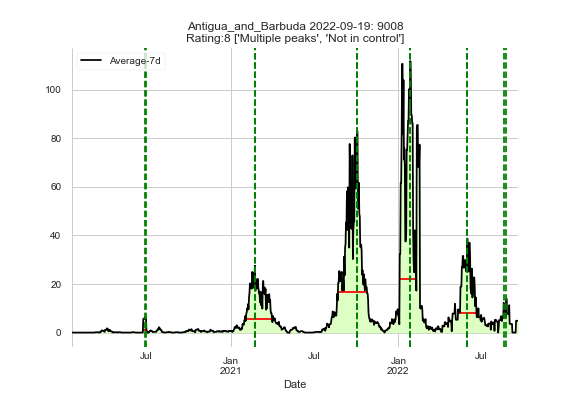 Antigua_and_Barbuda 2022-09-19: 9008
Rating:8 ['Multiple peaks', 'Not in control']
Average-7d
100
80
60
40
20
0
Jul
Jan
2021
Jul
Jan
2022
Jul
Date